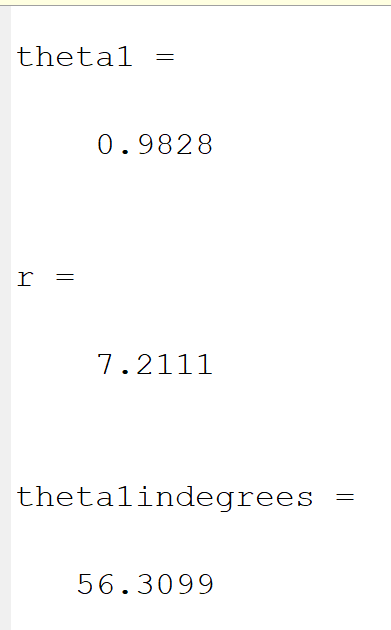 theta1 =
0.9828
r =
7.2111
theta1indegrees =
56.3099